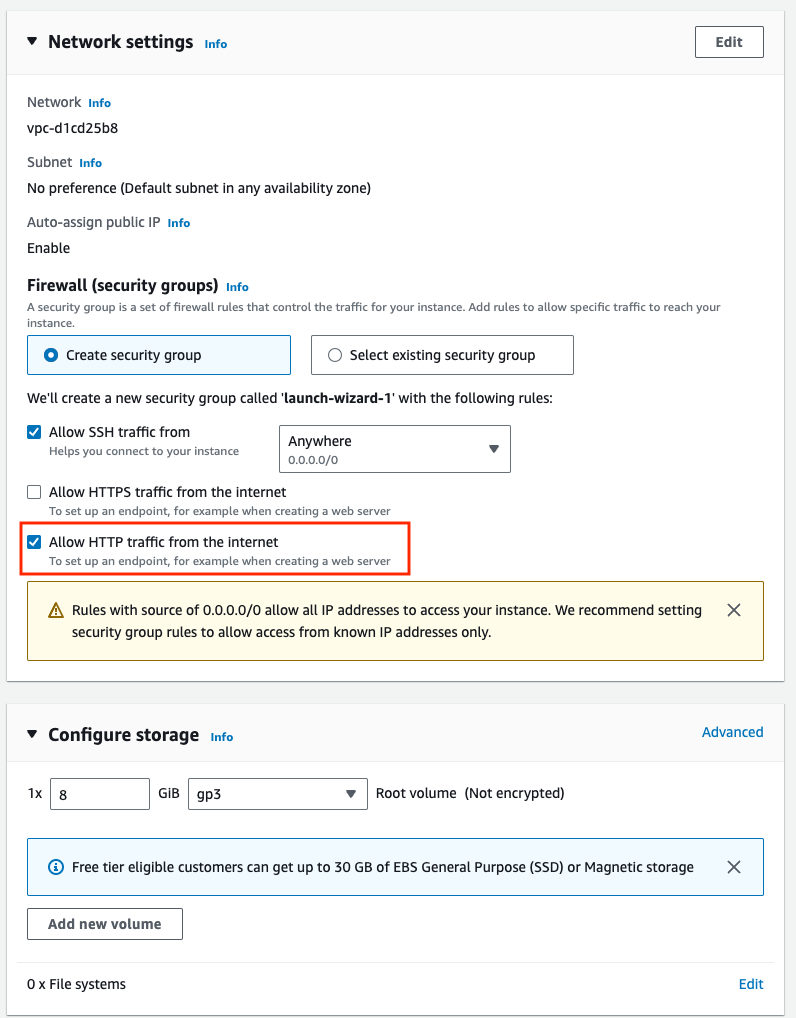 Network settings Info
Edit
Network Info
vpc-d1cd25b8
Subnet Info
No preference (Default subnet in any availability zone)
Auto-assign public IP Info
Enable
Firewall (security groups) Info
A security group is a set of firewall rules that control the traffic for your instance. Add rules to allow specific traffic to reach your
instance.
Create security group
Select existing security group
We'll create a new security group called 'launch-wizard-1' with the following rules:
Allow SSH traffic from
Helps you connect to your instance
Anywhere
0.0.0.0/0
Allow HTTPS traffic from the internet
To set up an endpoint, for example when creating a web server
Allow HTTP traffic from the internet
To set up an endpoint, for example when creating a web server
Rules with source of 0.0.0.0/0 allow all IP addresses to access your instance. We recommend setting
security group rules to allow access from known IP addresses only.
Configure storage Info
Advanced
1x 8 GiB gp3 Root volume (Not encrypted)
Free tier eligible customers can get up to 30 GB of EBS General Purpose (SSD) or Magnetic storage
Add new volume
0 x File systems
Edit